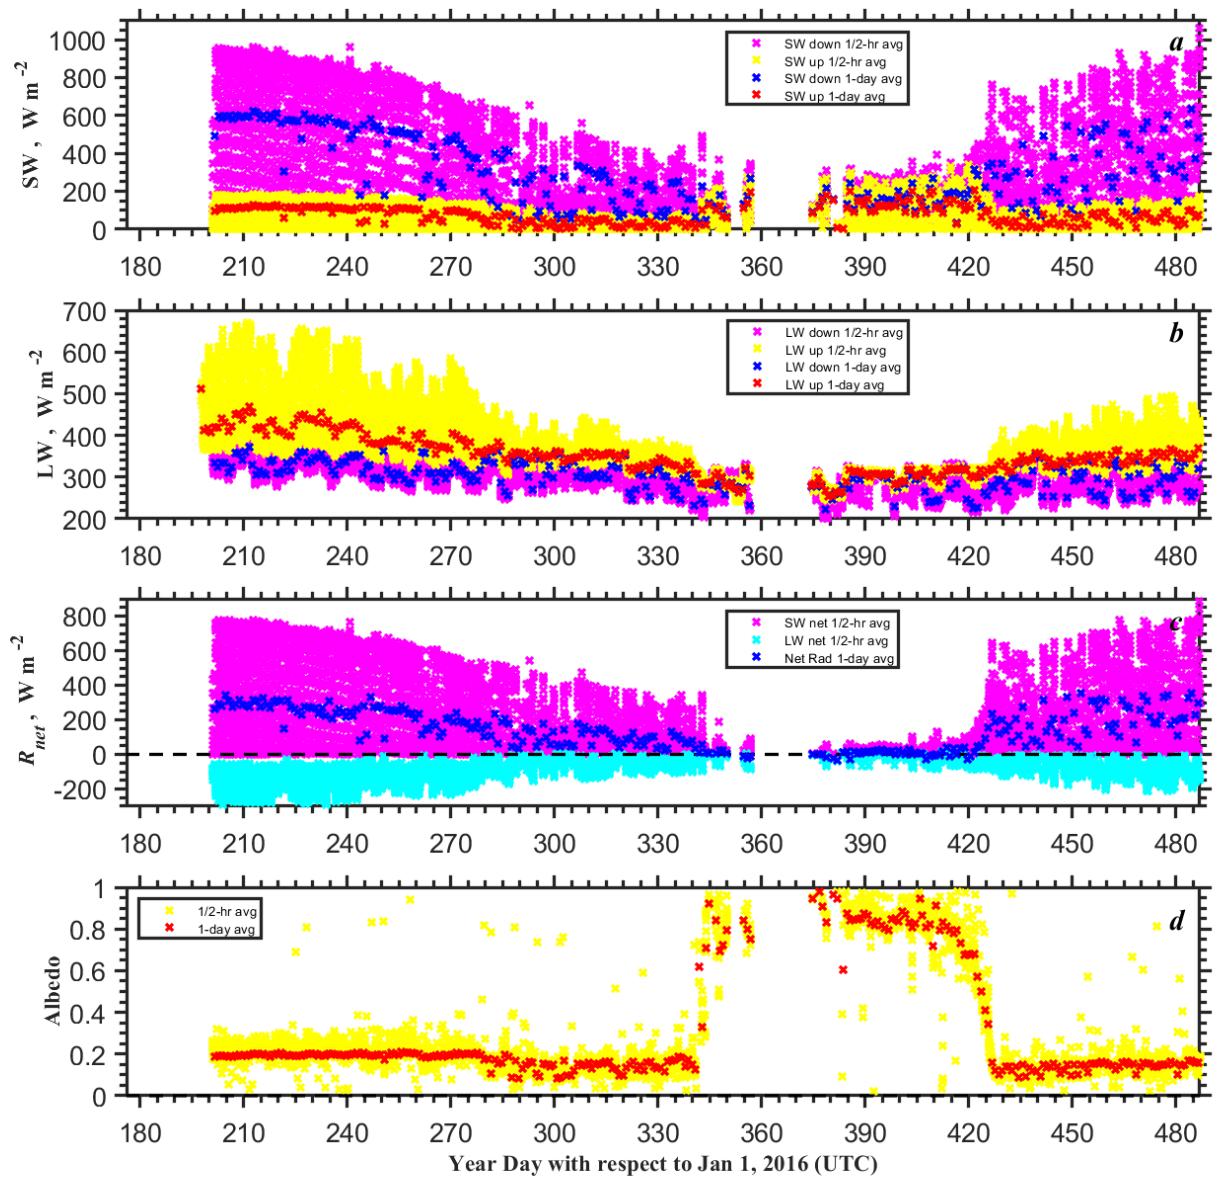 a
SW down 1/2-hr avg
SW up 1/2-hr avg
SW down 1-day avg
SW up 1-day avg
SW , W m-2
1000
800
600
400
200
0
180 210 240 270 300 330 360 390 420 450 480
b
LW down 1/2-hr avg
LW up 1/2-hr avg
LW down 1-day avg
LW up 1-day avg
LW , W m-2
700
600
500
400
300
200
180 210 240 270 300 330 360 390 420 450 480
c
SW net 1/2-hr avg
LW net 1/2-hr avg
Net Rad 1-day avg
Rnet, W m-2
800
600
400
200
0
-200
180 210 240 270 300 330 360 390 420 450 480
d
1/2-hr avg
1-day avg
Albedo
1
0.8
0.6
0.4
0.2
0
180 210 240 270 300 330 360 390 420 450 480
Year Day with respect to Jan 1, 2016 (UTC)